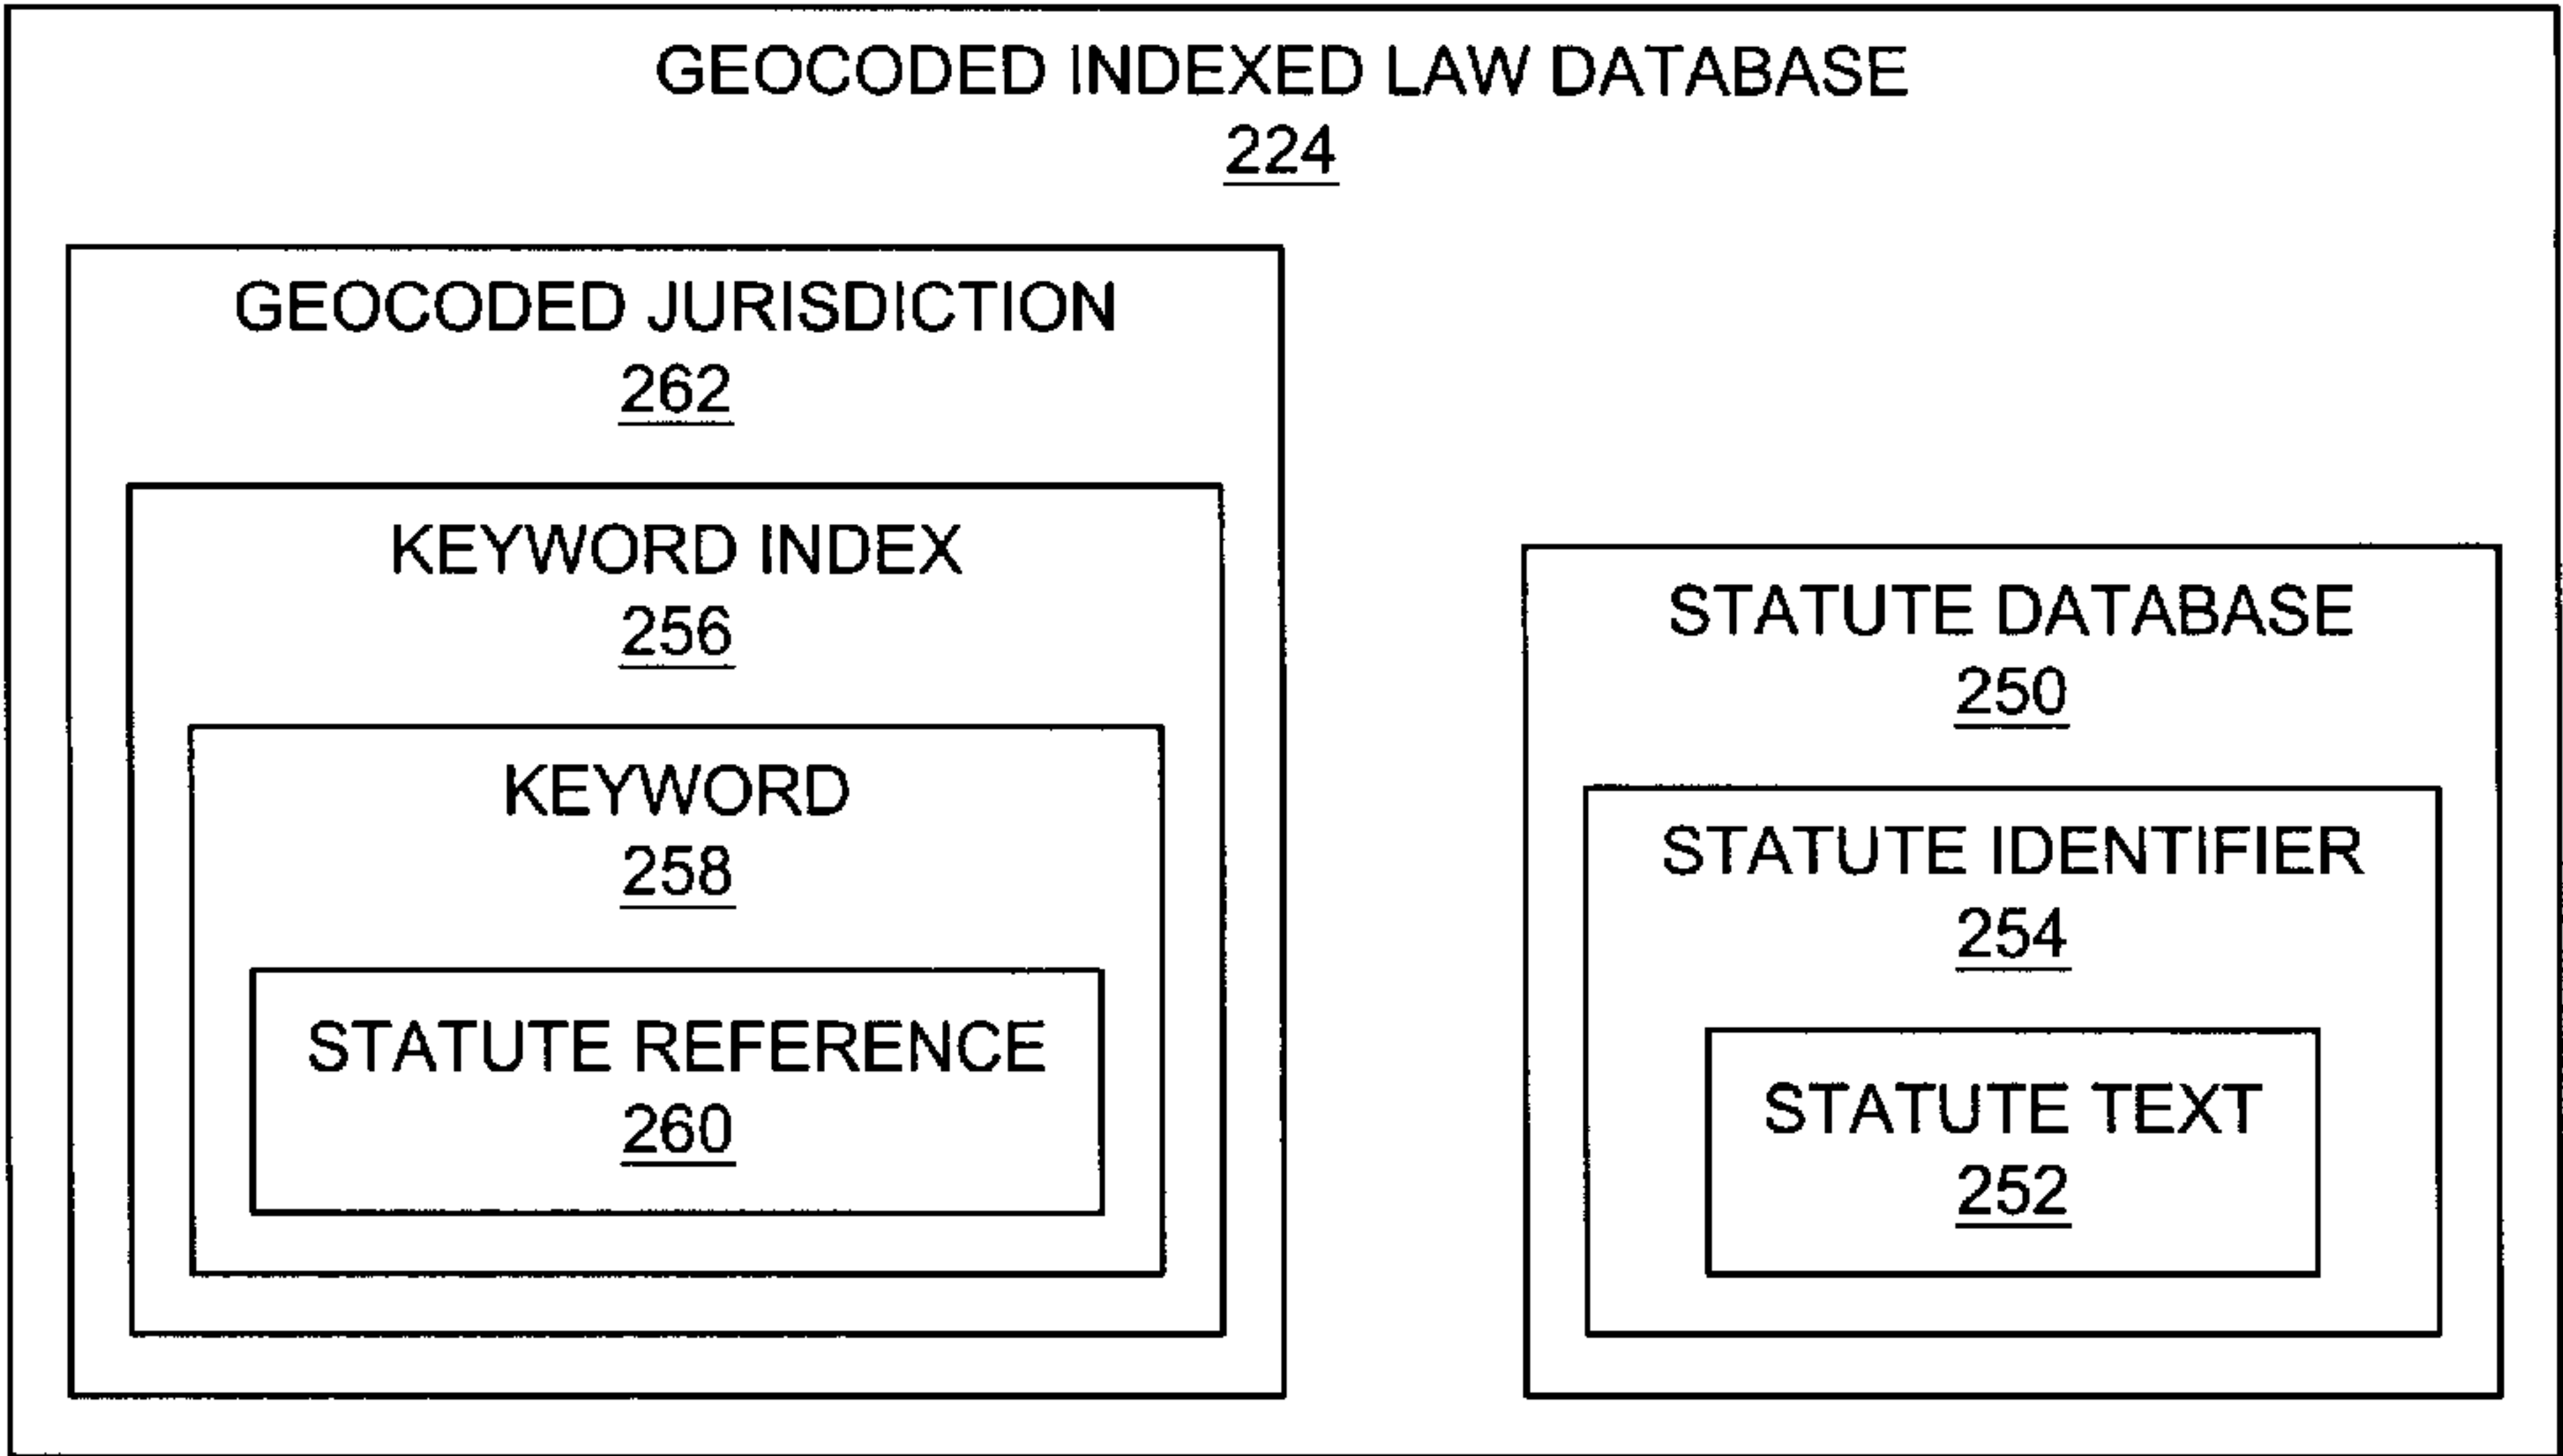 GEOCODED INDEXED LAW DATABASE
224
GEOCODED JURISDICTION
262
KEYWORD INDEX
256
KEYWORD
258
STATUTE REFERENCE
260
STATUTE DATABASE
250
STATUTE IDENTIFIER
254
STATUTE TEXT
252